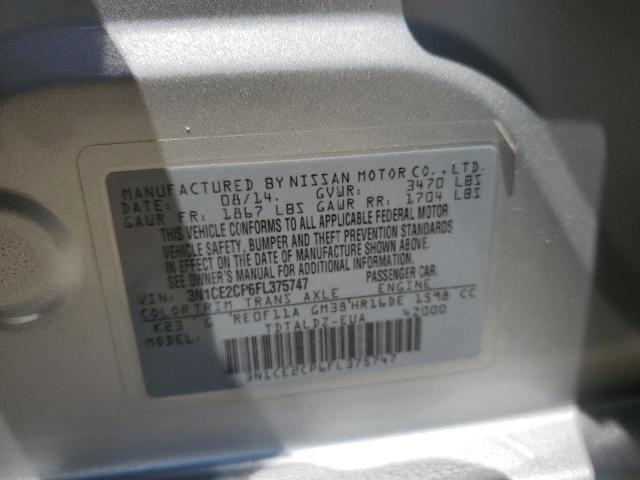 MANUFACTURED BY NISSAN MOTOR CO., LTD.
DATE: 08/14. GVWR: 3470 LBS
GAWR FR: 1867 LBS GAWR RR: 1704 LBS
THIS VEHICLE CONFORMS TO ALL APPLICABLE FEDERAL MOTOR
VEHICLE SAFETY, BUMPER AND THEFT PREVENTION STANDARDS
IN EFFECT ON THE DATE OF MANUFACTURE SHOWN ABOVE.
SEE OWNER'S MANUAL FOR ADDITIONAL INFORMATION.
VIN: 3N1CE2CP6FL375747 PASSENGER CAR.
COLOR TRIM TRANS AXLE ENGINE
K23 G RE0F11A GM38 HR16DE 1598 CC
MODEL TDTALDZ-EUA 42000
3N1CE2CP6FL375747